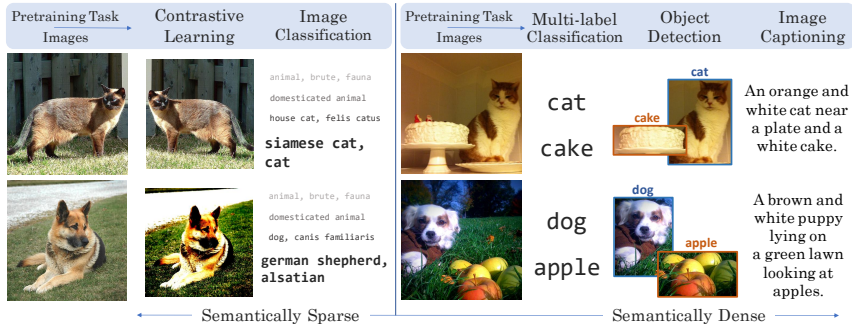 Pretraining Task
Images
Contrastive
Learning
Image
Classification
animal, brute, fauna
domesticated animal
house cat, felis catus
siamese cat,
cat
animal, brute, fauna
domesticated animal
dog, canis familiaris
german shepherd,
alsatian
Semantically Sparse
Pretraining Task
Images
Multi-label
Classification
Object
Detection
Image
Captioning
cat
cake
cat
cake
An orange and
white cat near
a plate and a
white cake.
dog
apple
dog
apple
A brown and
white puppy
lying on
a green lawn
looking at
apples.
Semantically Dense